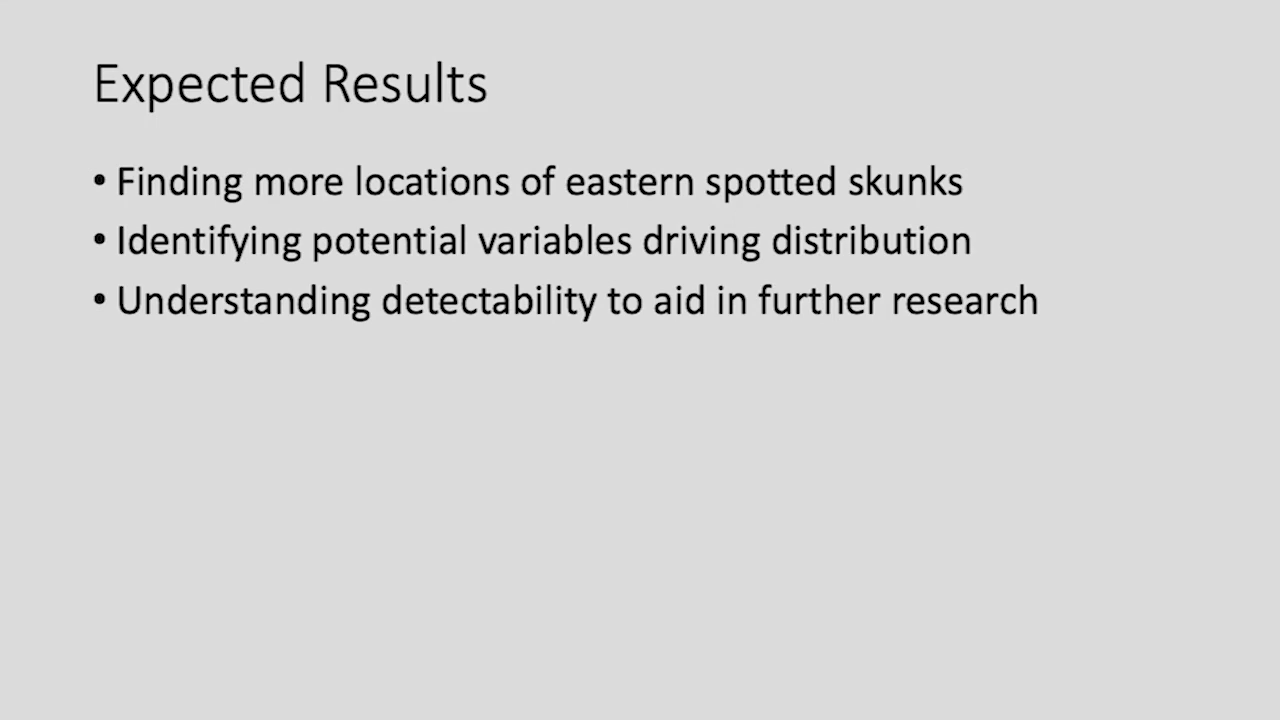 Expected Results
• Finding more locations of eastern spotted skunks
• Identifying potential variables driving distribution
• Understanding detectability to aid in further research